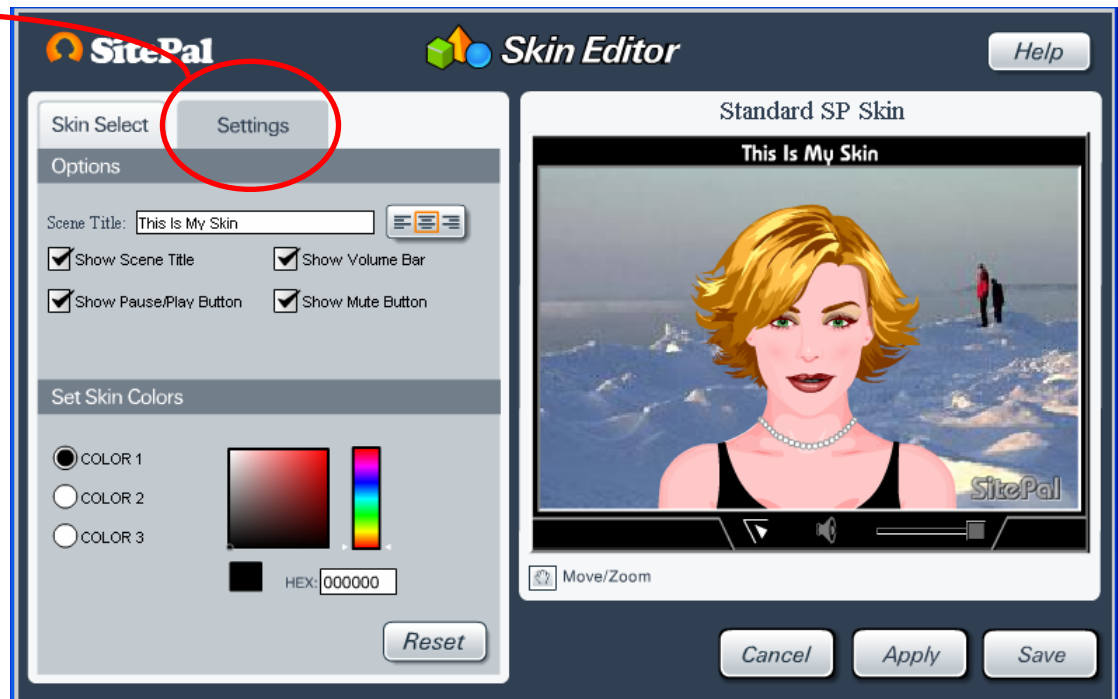 SitePal
Skin Editor
Help
Skin Select
Settings
Options
Scene Title: This Is My Skin
Show Scene Title
Show Volume Bar
Show Pause/Play Button
Show Mute Button
Set Skin Colors
COLOR 1
COLOR 2
COLOR 3
HEX: 000000
Reset
Standard SP Skin
This Is My Skin
SitePal
Move/Zoom
Cancel
Apply
Save